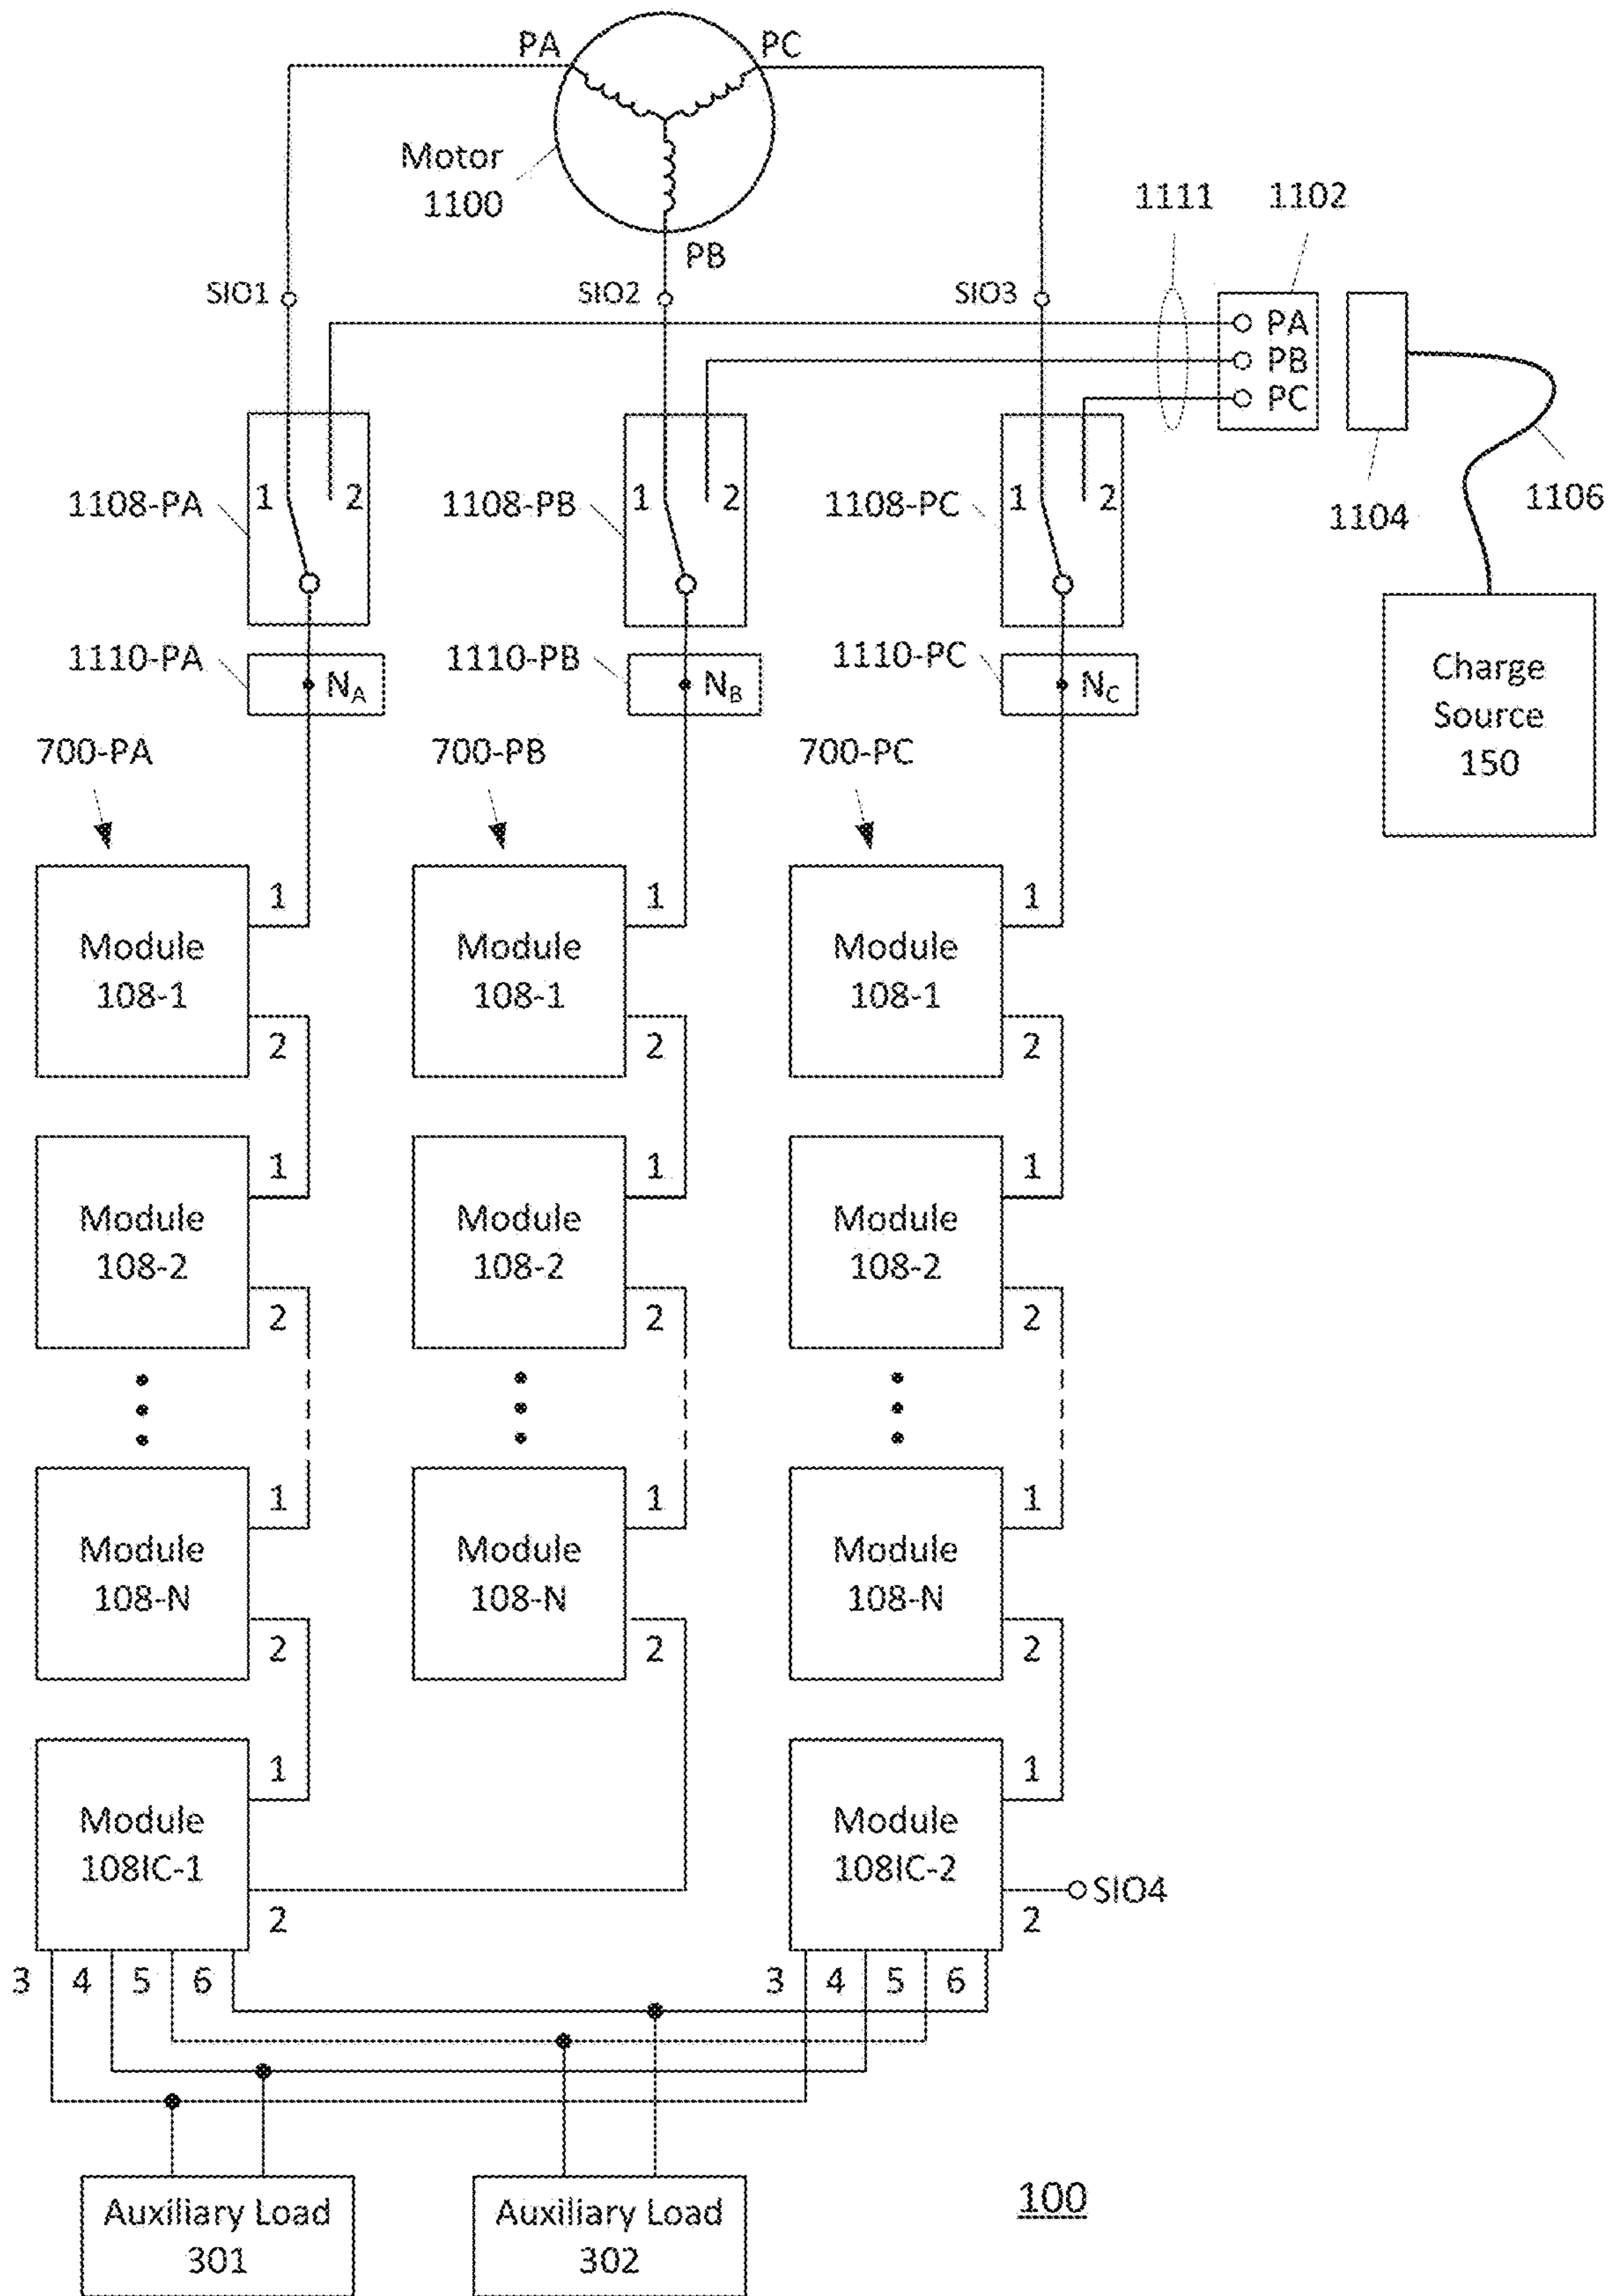 PA
PC
Motor
1100
PB
1111
1102
SIO1
SIO2
SIO3
PA
PB
PC
1108-PA
1
2
1108-PB
1
2
1108-PC
1
2
1104
1106
1110-PA
N_A
1110-PB
N_B
1110-PC
N_C
Charge
Source
150
700-PA
700-PB
700-PC
Module
108-1
1
2
Module
108-1
1
2
Module
108-1
1
2
Module
108-2
1
2
Module
108-2
1
2
Module
108-2
1
2
Module
108-N
1
2
Module
108-N
1
2
Module
108-N
1
2
Module
108IC-1
1
2
3
4
5
6
Module
108IC-2
1
2
SIO4
3
4
5
6
Auxiliary Load
301
Auxiliary Load
302
100